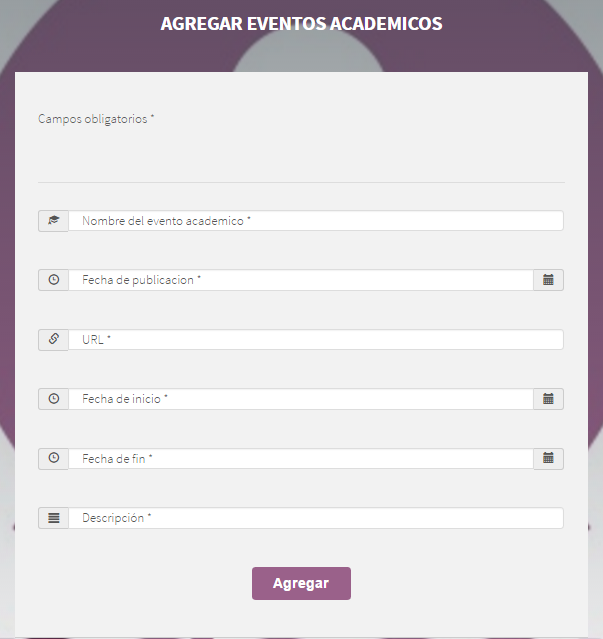 AGREGAR EVENTOS ACADEMICOS
Campos obligatorios *
Nombre del evento academico *
Fecha de publicacion *
URL *
Fecha de inicio *
Fecha de fin *
Descripción *
Agregar